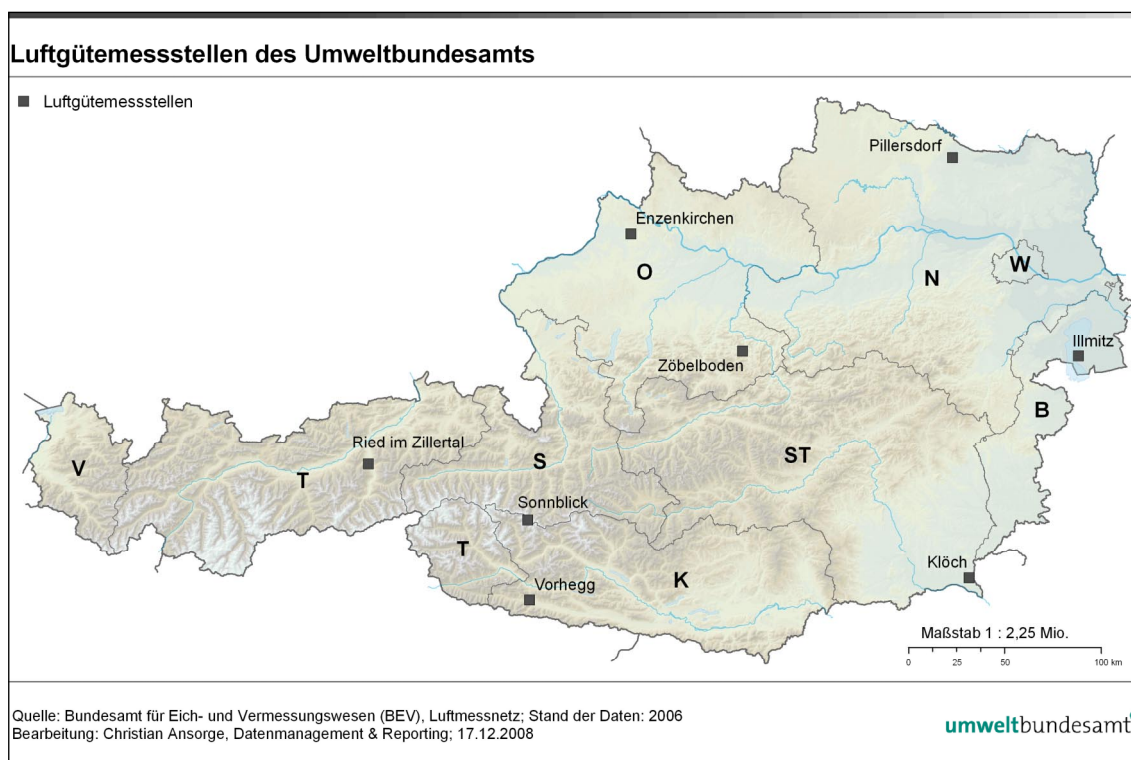 Luftgütemessstellen des Umweltbundesamts
Luftgütemessstellen
Pillersdorf
Enzenkirchen
O
N
W
Zöbelboden
Illmitz
B
Ried im Zillertal
V
T
S
ST
Sonnblick
T
Vorhegg
K
Klöch
Maßstab 1 : 2,25 Mio.
0 25 50 100 km
Quelle: Bundesamt für Eich- und Vermessungswesen (BEV), Luftmessnetz; Stand der Daten: 2006
Bearbeitung: Christian Ansorge, Datenmanagement & Reporting; 17.12.2008
umweltbundesamt